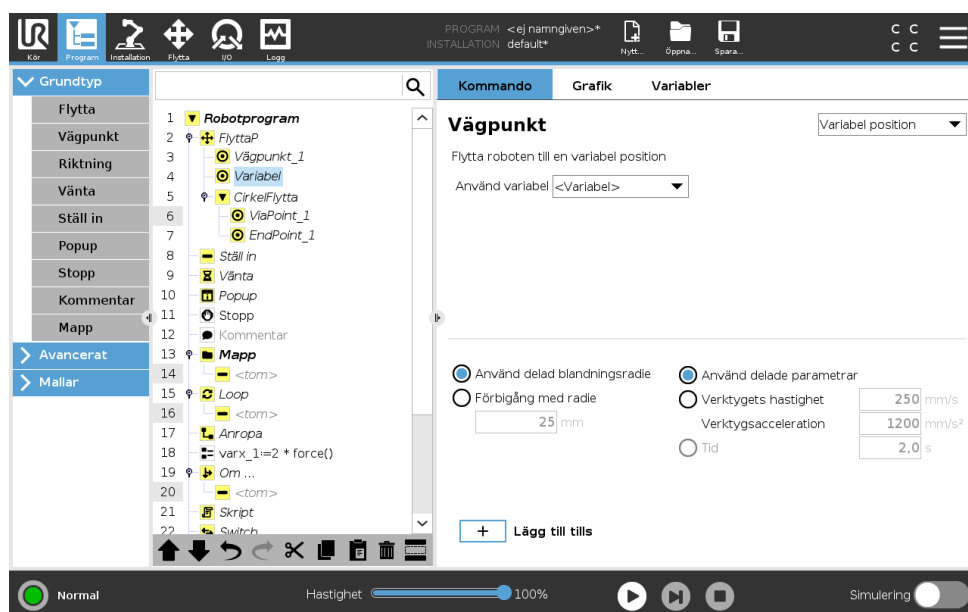 PROGRAM <ej namngiven>*
INSTALLATION default*
Kör
Program
Installation
Flytta
I/O
Logg
Nytt...
Öppna...
Spara...
C C
C C
Grundtyp
Flytta
Vägpunkt
Riktning
Vänta
Ställ in
Popup
Stopp
Kommentar
Mapp
Avancerat
Mallar
1 Robotprogram
2 FlyttaP
3 Vägpunkt_1
4 Variabel
5 CirkelFlytta
6 ViaPoint_1
7 EndPoint_1
8 Ställ in
9 Vänta
10 Popup
11 Stopp
12 Kommentar
13 Mapp
14 <tom>
15 Loop
16 <tom>
17 Anropa
18 varx_1:=2 * force()
19 Om ...
20 <tom>
21 Skript
22 Switch
Kommando
Grafik
Variabler
Vägpunkt
Variabel position
Flytta roboten till en variabel position
Använd variabel <Variabel>
Använd delad blandningsradie
Förbigång med radie
25 mm
Använd delade parametrar
Verktygets hastighet 250 mm/s
Verktygsacceleration 1200 mm/s²
Tid 2,0 s
+ Lägg till tills
Normal
Hastighet
100%
Simulering